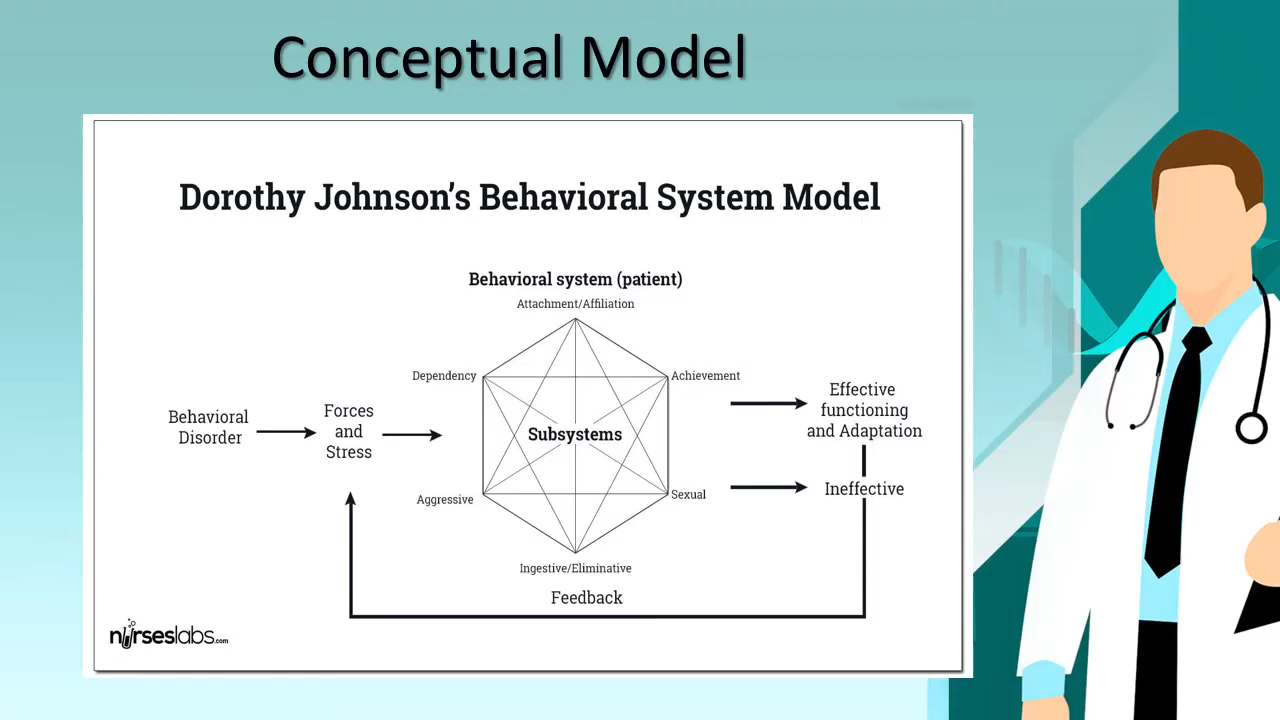 Conceptual Model
Dorothy Johnson's Behavioral System Model
Behavioral system (patient)
Attachment/Affiliation
Dependency
Achievement
Behavioral
Disorder
Forces
and
Stress
Subsystems
Effective
functioning
and Adaptation
Aggressive
Sexual
Ineffective
Ingestive/Eliminative
Feedback
nurseslabs.com